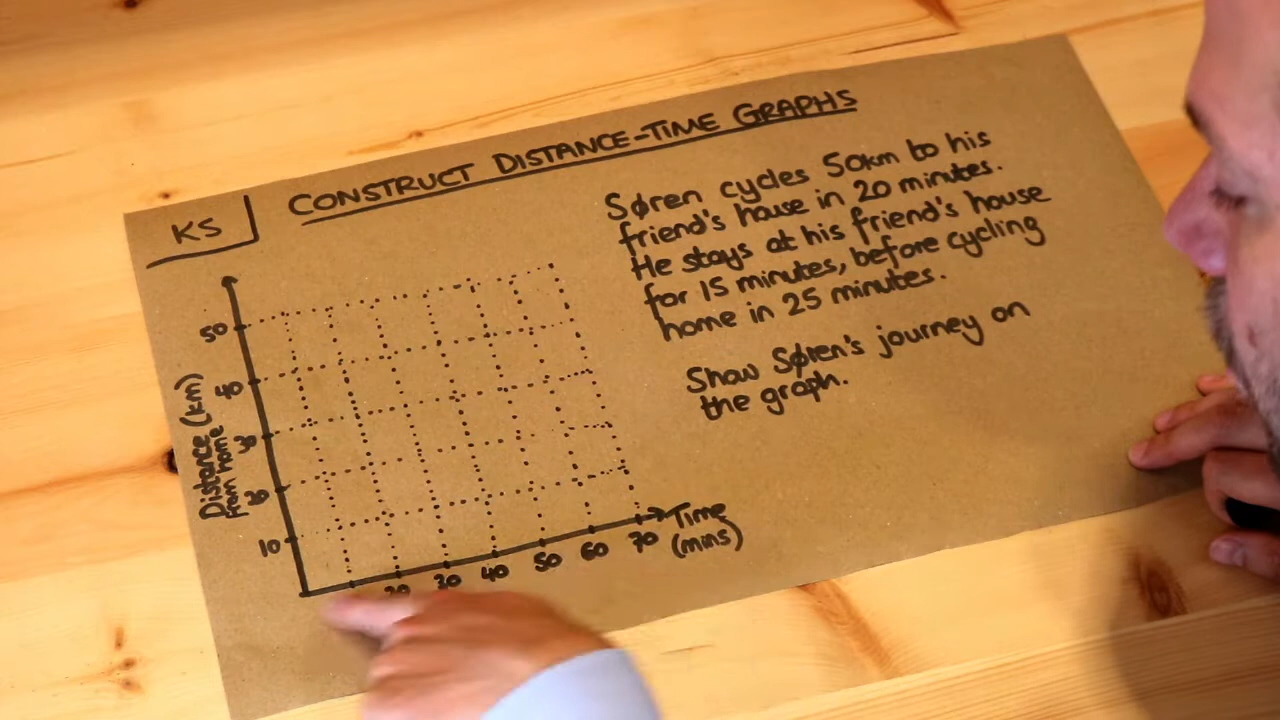 CONSTRUCT DISTANCE-TIME GRAPHS
KS
Søren cycles 50km to his
friend's house in 20 minutes.
He stays at his friend's house
for 15 minutes, before cycling
home in 25 minutes.
Show Søren's journey on
the graph.
50
40
30
20
10
Distance (km)
from home
20 30 40 50 60 70
Time
(mins)